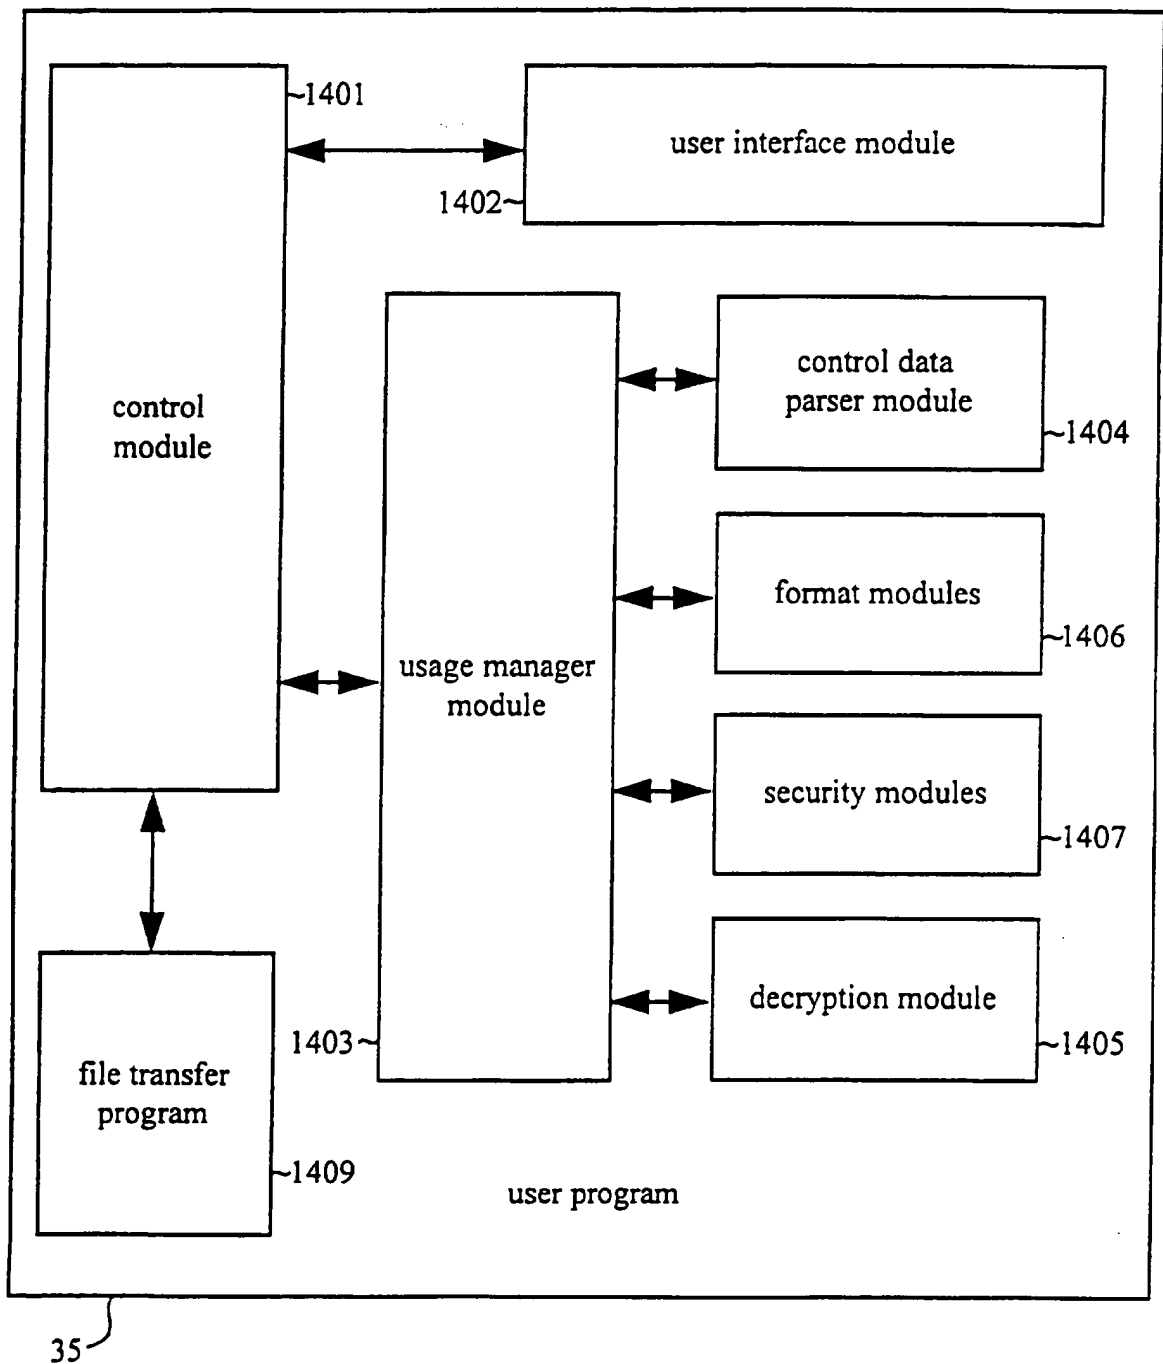 1401
user interface module
1402
control
module
control data
parser module
1404
format modules
1406
usage manager
module
security modules
1407
decryption module
1403
1405
file transfer
program
1409
user program
35